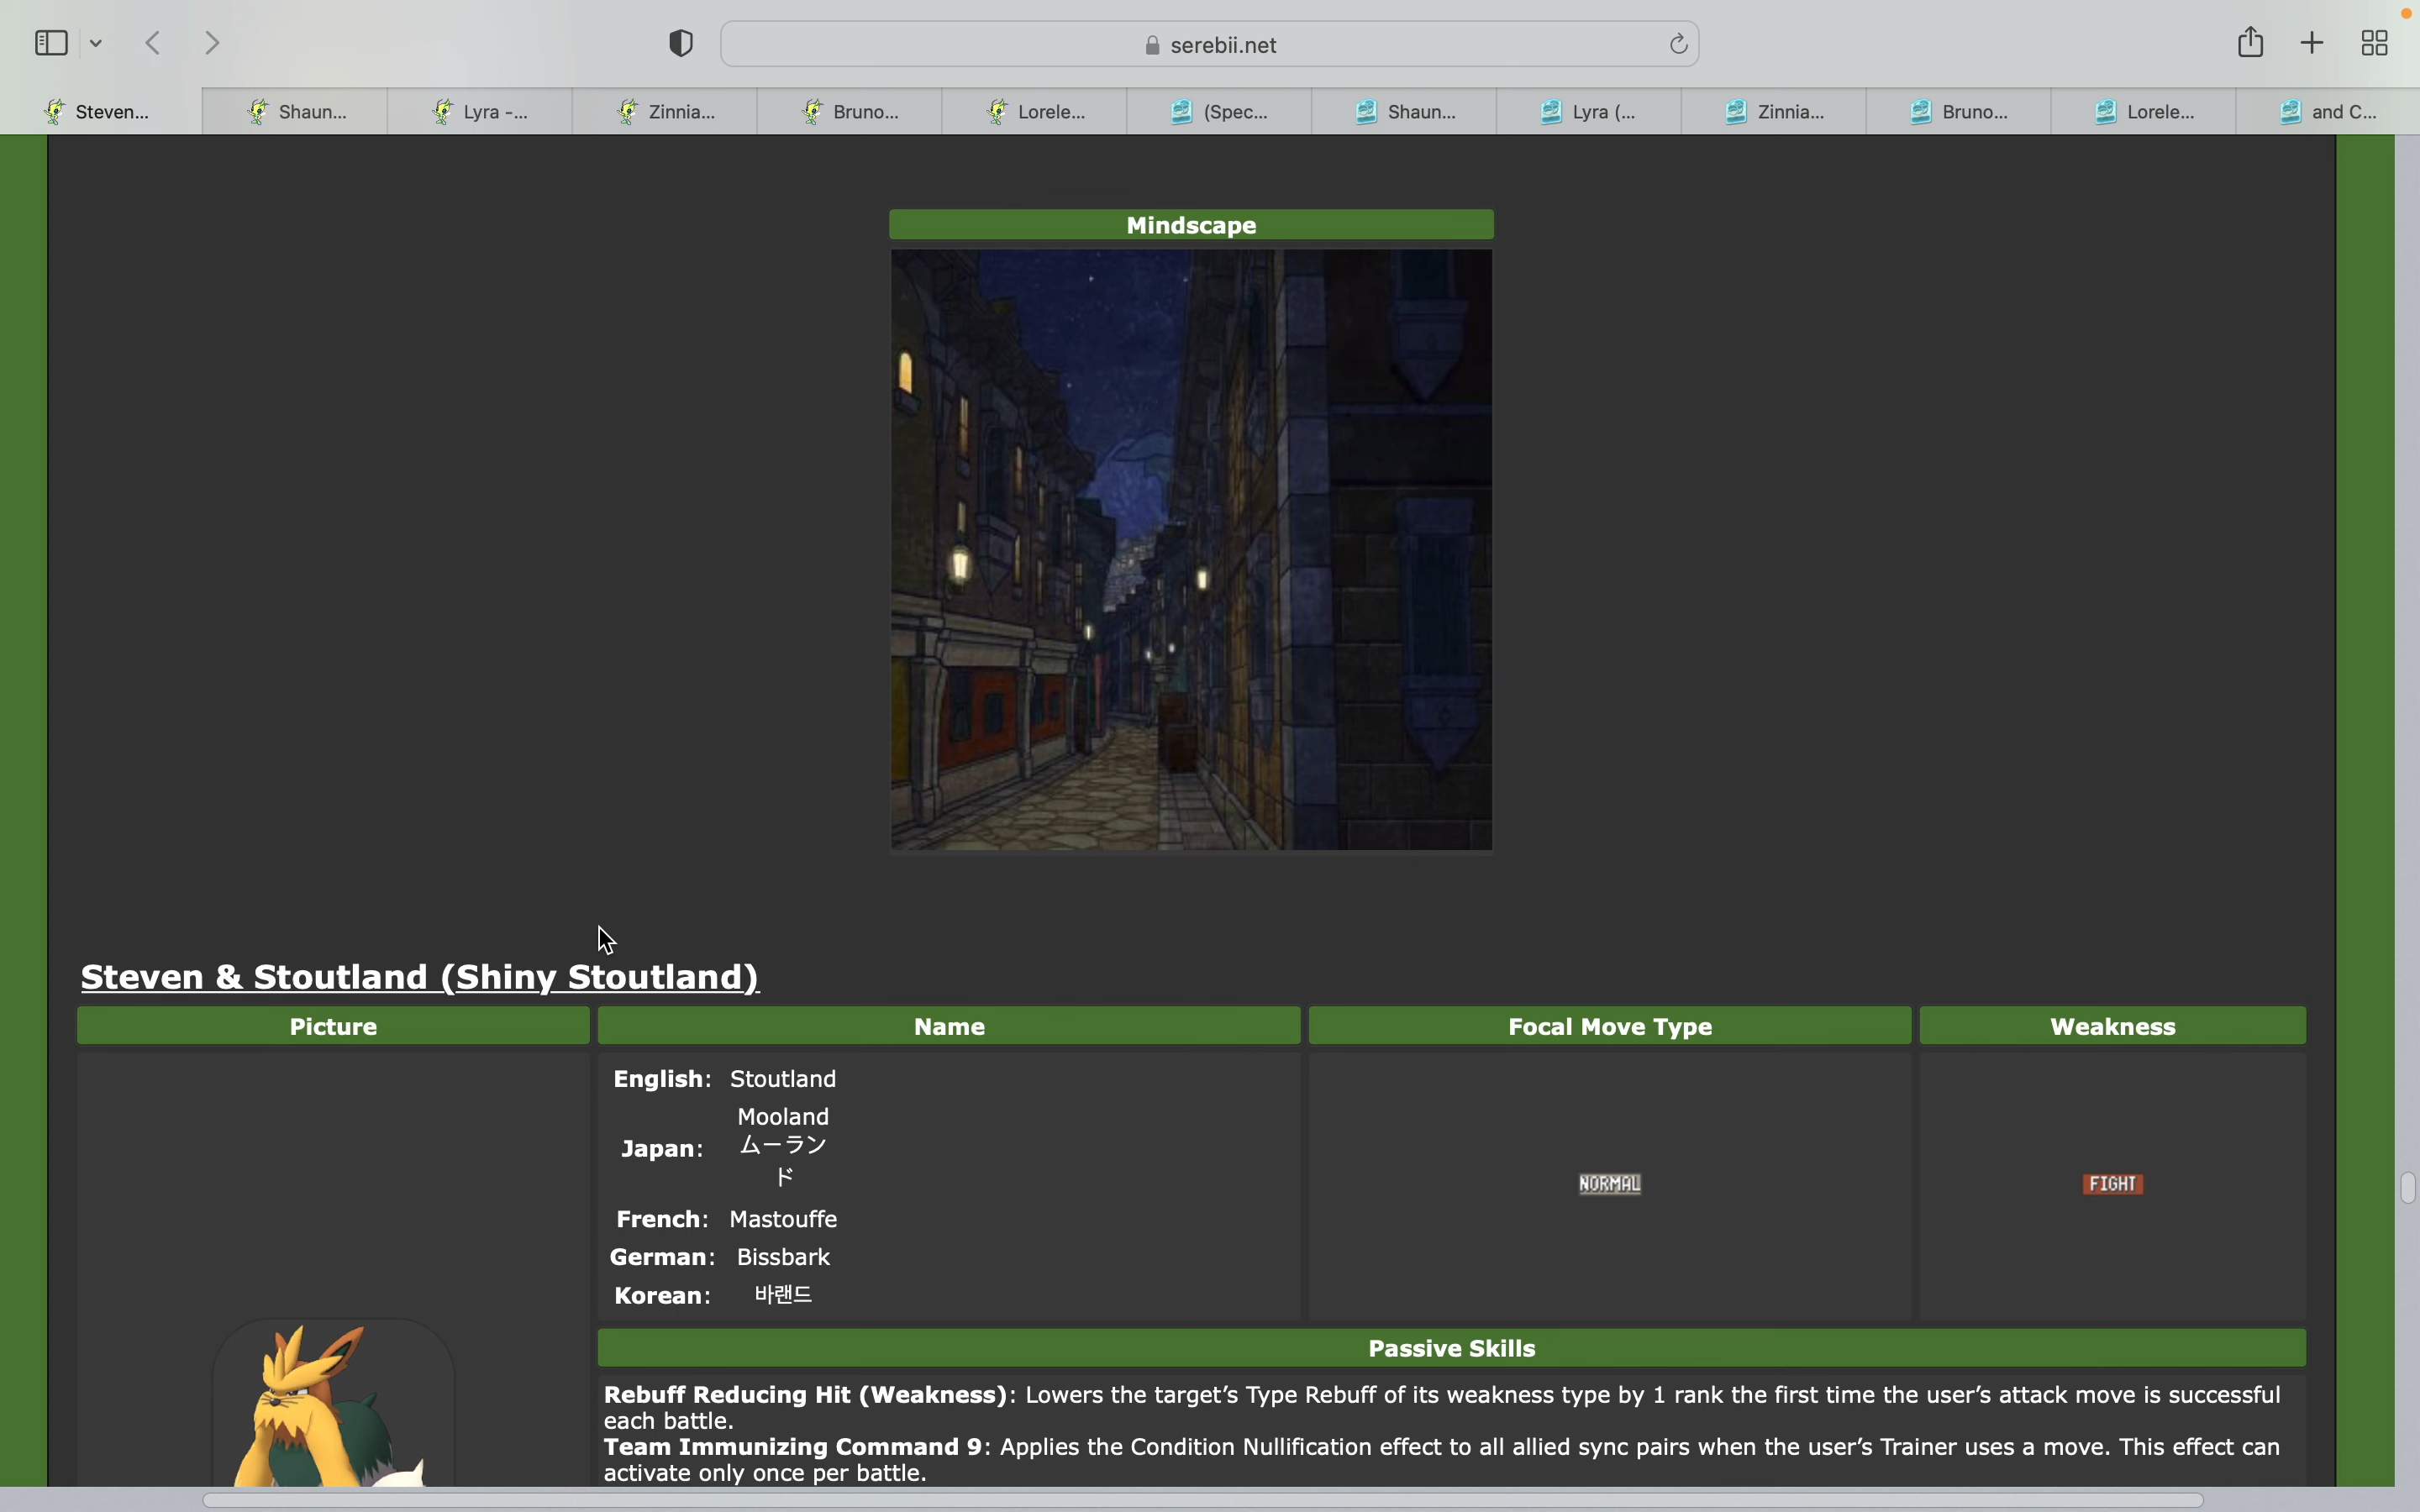 serebii.net
Steven...
Shaun...
Lyra -...
Zinnia...
Bruno...
Lorele...
(Spec...
Shaun...
Lyra (...
Zinnia...
Bruno...
Lorele...
and C...
Mindscape
Steven & Stoutland (Shiny Stoutland)
Picture
Name
Focal Move Type
Weakness
English: Stoutland
Japan: Mooland
ムーラン
ド
French: Mastouffe
German: Bissbark
Korean: 바랜드
NORMAL
FIGHT
Passive Skills
Rebuff Reducing Hit (Weakness): Lowers the target's Type Rebuff of its weakness type by 1 rank the first time the user's attack move is successful
each battle.
Team Immunizing Command 9: Applies the Condition Nullification effect to all allied sync pairs when the user's Trainer uses a move. This effect can
activate only once per battle.